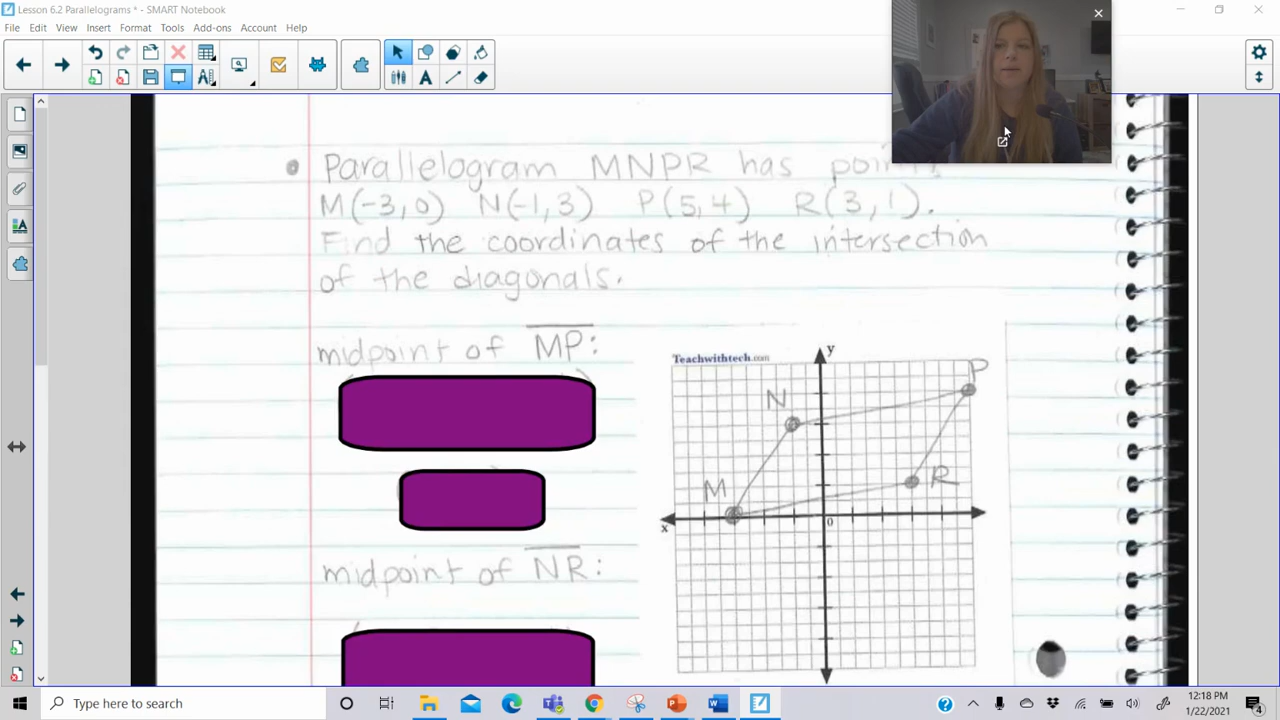 Lesson 6.2 Parallelograms * - SMART Notebook
File Edit View Insert Format Tools Add-ons Account Help
Parallelogram MNPR has
M(-3,0) N(-1,3) P(5,4) R(3,1).
Find the coordinates of the intersection
of the diagonals.
midpoint of MP:
Teachwithtech.com
y
P
N
M
R
x
0
midpoint of NR:
Type here to search
12:18 PM
1/22/2021
4